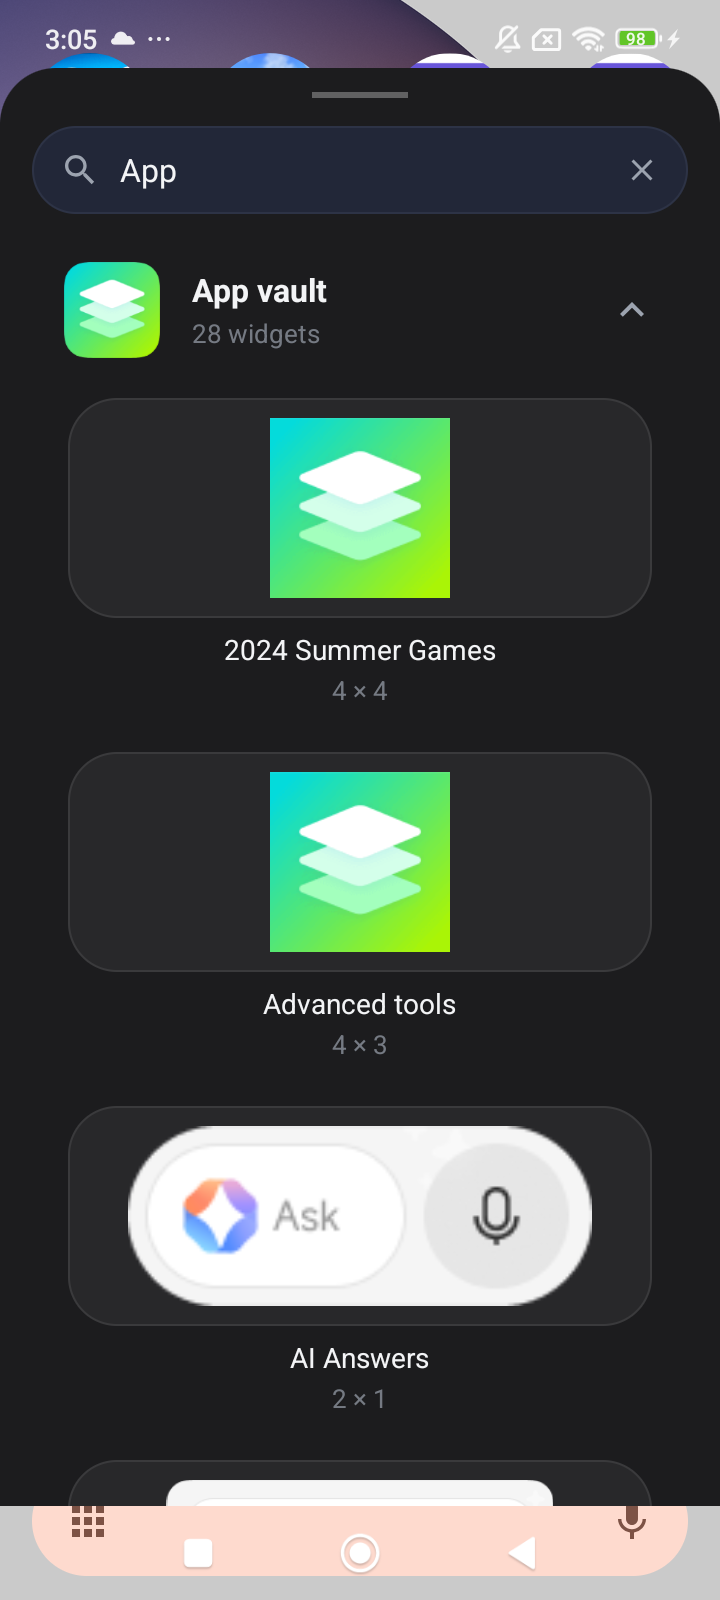 3:05
98
App
App vault
28 widgets
2024 Summer Games
4 × 4
Advanced tools
4 × 3
Ask
AI Answers
2 × 1